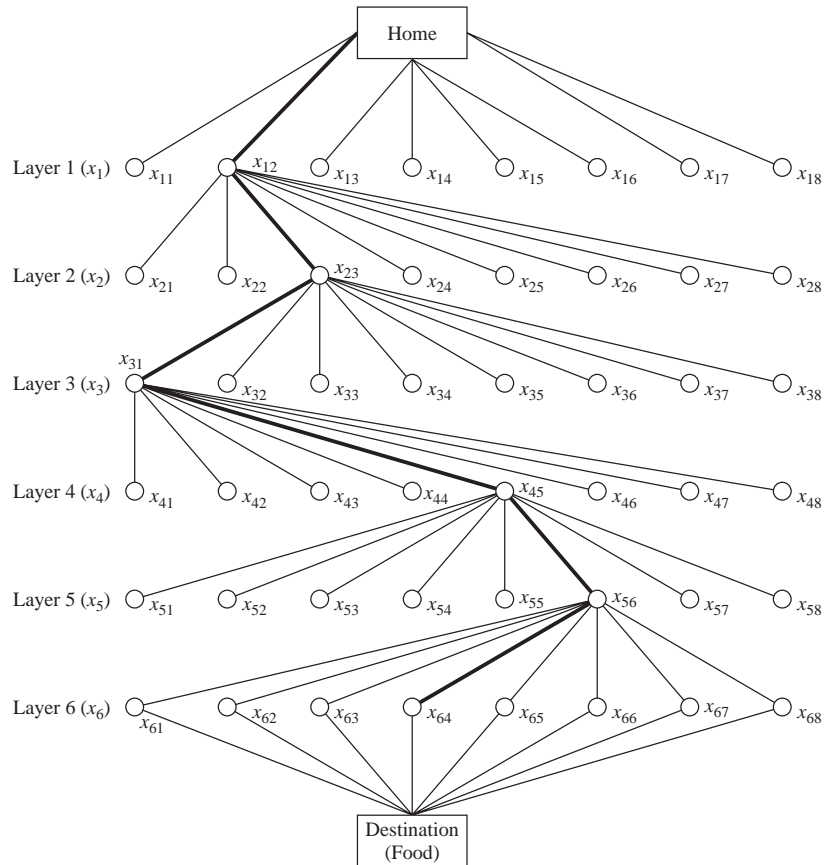 Home
Layer 1 (x₁)
x₁₁ x₁₂ x₁₃ x₁₄ x₁₅ x₁₆ x₁₇ x₁₈
Layer 2 (x₂)
x₂₁ x₂₂ x₂₃ x₂₄ x₂₅ x₂₆ x₂₇ x₂₈
Layer 3 (x₃)
x₃₁ x₃₂ x₃₃ x₃₄ x₃₅ x₃₆ x₃₇ x₃₈
Layer 4 (x₄)
x₄₁ x₄₂ x₄₃ x₄₄ x₄₅ x₄₆ x₄₇ x₄₈
Layer 5 (x₅)
x₅₁ x₅₂ x₅₃ x₅₄ x₅₅ x₅₆ x₅₇ x₅₈
Layer 6 (x₆)
x₆₁ x₆₂ x₆₃ x₆₄ x₆₅ x₆₆ x₆₇ x₆₈
Destination
(Food)